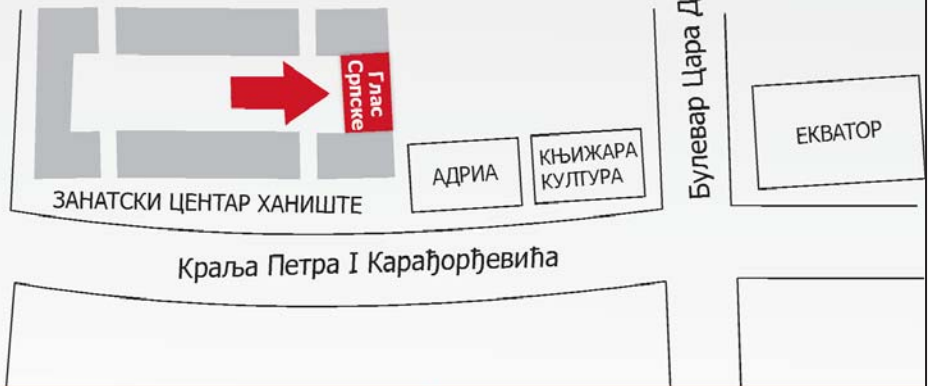 Глас
Српске
ЗАНАТСКИ ЦЕНТАР ХАНИШТЕ
АДРИА
КЊИЖАРА
КУЛТУРА
Булевар Цара Д
ЕКВАТОР
Краља Петра I Карађорђевића